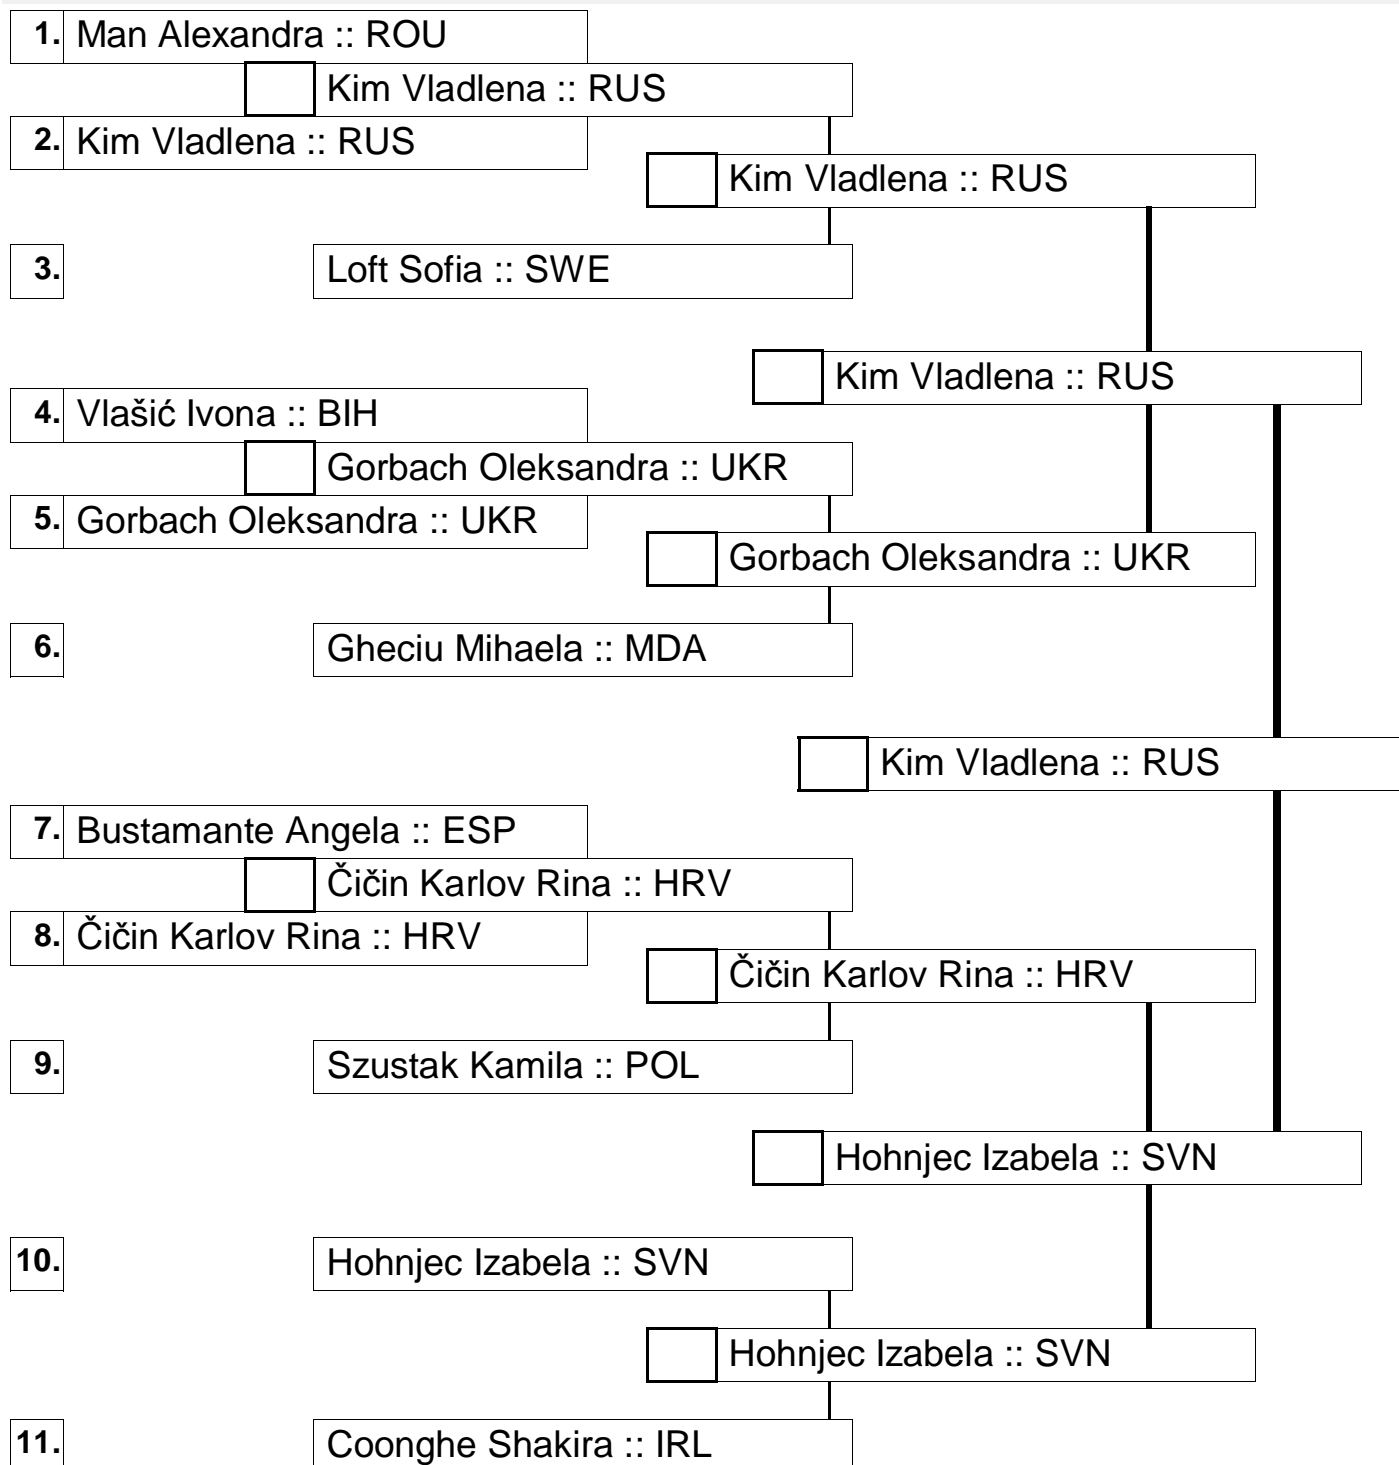 1. Man Alexandra :: ROU
Kim Vladlena :: RUS
2. Kim Vladlena :: RUS
Kim Vladlena :: RUS
3. Loft Sofia :: SWE
Kim Vladlena :: RUS
4. Vlašić Ivona :: BIH
Gorbach Oleksandra :: UKR
5. Gorbach Oleksandra :: UKR
Gorbach Oleksandra :: UKR
6. Gheciu Mihaela :: MDA
Kim Vladlena :: RUS
7. Bustamante Angela :: ESP
Čičin Karlov Rina :: HRV
8. Čičin Karlov Rina :: HRV
Čičin Karlov Rina :: HRV
9. Szustak Kamila :: POL
Hohnjec Izabela :: SVN
10. Hohnjec Izabela :: SVN
Hohnjec Izabela :: SVN
11. Coonghe Shakira :: IRL